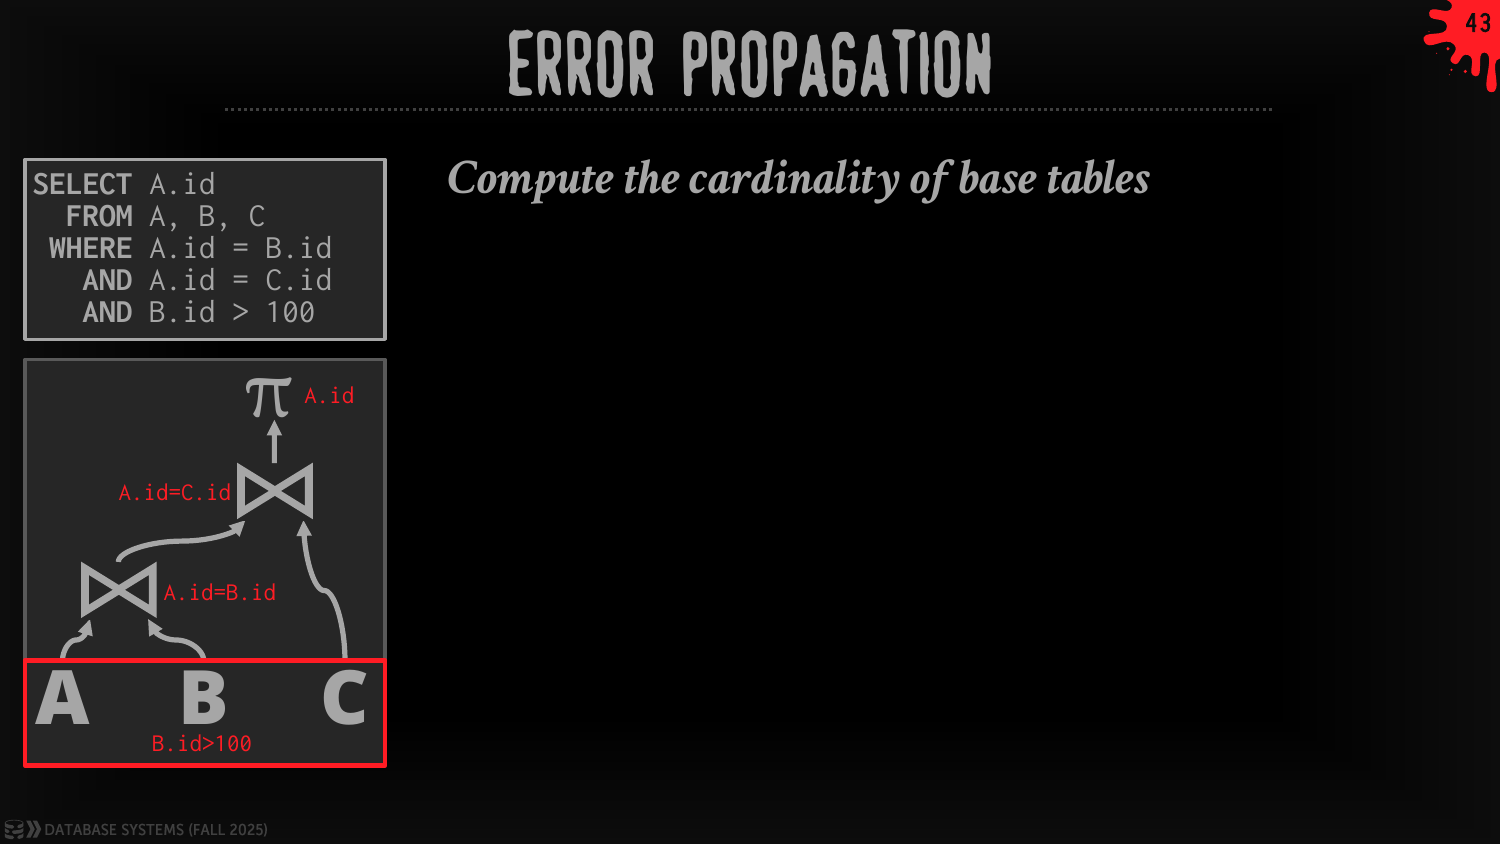 43
ERROR PROPAGATION
SELECT A.id
FROM A, B, C
WHERE A.id = B.id
AND A.id = C.id
AND B.id > 100
Compute the cardinality of base tables
π A.id
A.id=C.id
A.id=B.id
A B C
B.id>100
DATABASE SYSTEMS (FALL 2025)